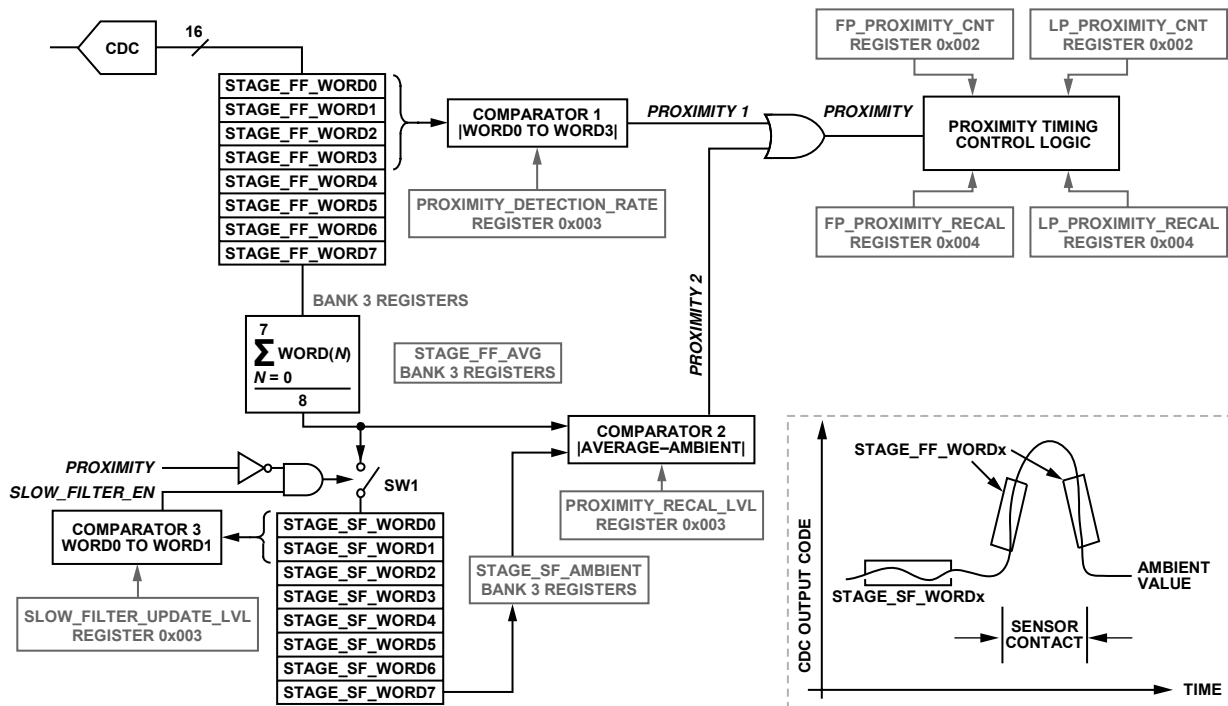 CDC
16
STAGE_FF_WORD0
STAGE_FF_WORD1
STAGE_FF_WORD2
STAGE_FF_WORD3
STAGE_FF_WORD4
STAGE_FF_WORD5
STAGE_FF_WORD6
STAGE_FF_WORD7
COMPARATOR 1
|WORD0 TO WORD3|
PROXIMITY_DETECTION_RATE
REGISTER 0x003
PROXIMITY 1
PROXIMITY
FP_PROXIMITY_CNT
REGISTER 0x002
LP_PROXIMITY_CNT
REGISTER 0x002
PROXIMITY TIMING
CONTROL LOGIC
FP_PROXIMITY_RECAL
REGISTER 0x004
LP_PROXIMITY_RECAL
REGISTER 0x004
BANK 3 REGISTERS
7
Σ WORD(N)
N = 0
8
STAGE_FF_AVG
BANK 3 REGISTERS
PROXIMITY 2
COMPARATOR 2
|AVERAGE–AMBIENT|
PROXIMITY_RECAL_LVL
REGISTER 0x003
PROXIMITY
SLOW_FILTER_EN
SW1
COMPARATOR 3
WORD0 TO WORD1
SLOW_FILTER_UPDATE_LVL
REGISTER 0x003
STAGE_SF_WORD0
STAGE_SF_WORD1
STAGE_SF_WORD2
STAGE_SF_WORD3
STAGE_SF_WORD4
STAGE_SF_WORD5
STAGE_SF_WORD6
STAGE_SF_WORD7
STAGE_SF_AMBIENT
BANK 3 REGISTERS
CDC OUTPUT CODE
STAGE_FF_WORDx
STAGE_SF_WORDx
AMBIENT
VALUE
SENSOR
CONTACT
TIME